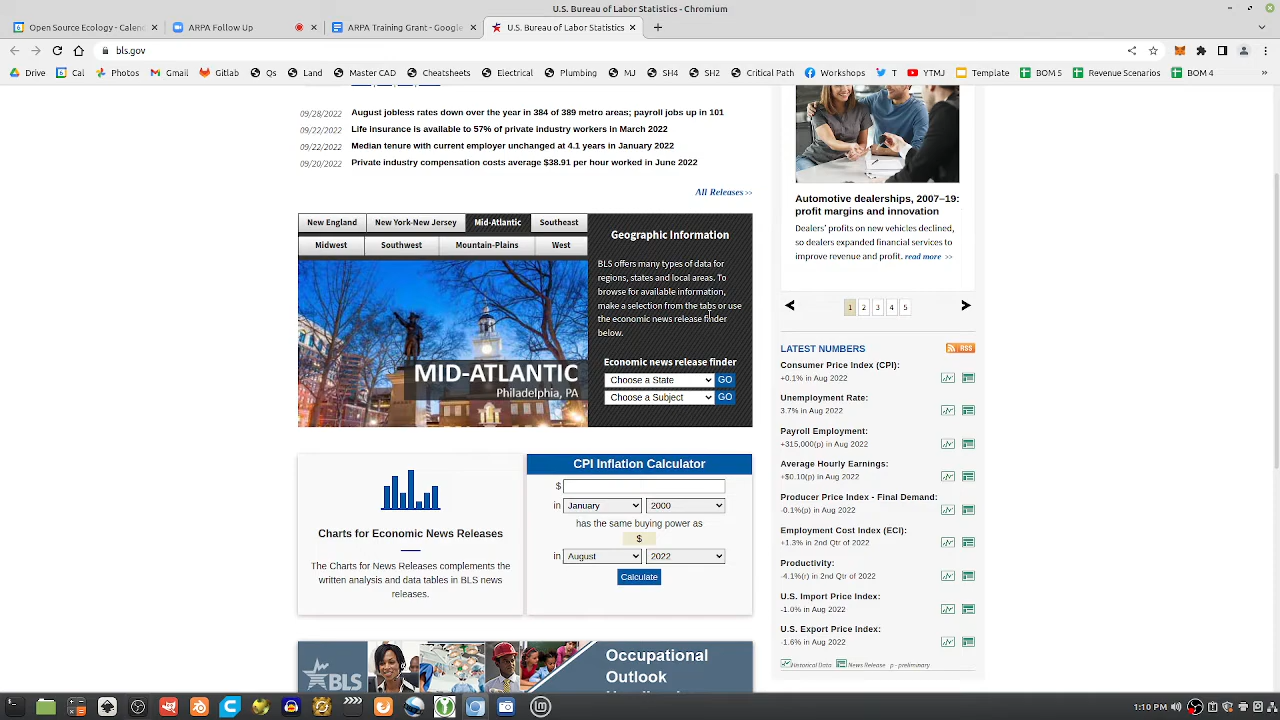 U.S. Bureau of Labor Statistics - Chromium
Open Source Ecology - Calen
ARPA Follow Up
ARPA Training Grant - Google
U.S. Bureau of Labor Statistics
bls.gov
Drive Cal Photos Gmail Gitlab Qs Land Master CAD Cheatsheets Electrical Plumbing MJ SH4 SH2 Critical Path Workshops T YTMJ Template BOM 5 Revenue Scenarios BOM 4 »
09/28/2022 August jobless rates down over the year in 384 of 389 metro areas; payroll jobs up in 101
09/22/2022 Life insurance is available to 57% of private industry workers in March 2022
09/22/2022 Median tenure with current employer unchanged at 4.1 years in January 2022
09/20/2022 Private industry compensation costs average $38.91 per hour worked in June 2022
All Releases >>
New England New York-New Jersey Mid-Atlantic Southeast
Midwest Southwest Mountain-Plains West
MID-ATLANTIC
Philadelphia, PA
Geographic Information
BLS offers many types of data for
regions, states and local areas. To
browse for available information,
make a selection from the tabs or use
the economic news release finder
below.
Economic news release finder
Choose a State GO
Choose a Subject GO
Charts for Economic News Releases
The Charts for News Releases complements the
written analysis and data tables in BLS news
releases.
CPI Inflation Calculator
$
in January 2000
has the same buying power as
$
in August 2022
Calculate
BLS
Occupational
Outlook
Automotive dealerships, 2007–19:
profit margins and innovation
Dealers' profits on new vehicles declined,
so dealers expanded financial services to
improve revenue and profit. read more >>
1 2 3 4 5
LATEST NUMBERS RSS
Consumer Price Index (CPI):
+0.1% in Aug 2022
Unemployment Rate:
3.7% in Aug 2022
Payroll Employment:
+315,000(p) in Aug 2022
Average Hourly Earnings:
+$0.10(p) in Aug 2022
Producer Price Index - Final Demand:
-0.1%(p) in Aug 2022
Employment Cost Index (ECI):
+1.3% in 2nd Qtr of 2022
Productivity:
-4.1%(r) in 2nd Qtr of 2022
U.S. Import Price Index:
-1.0% in Aug 2022
U.S. Export Price Index:
-1.6% in Aug 2022
Historical Data News Release p - preliminary
1:10 PM